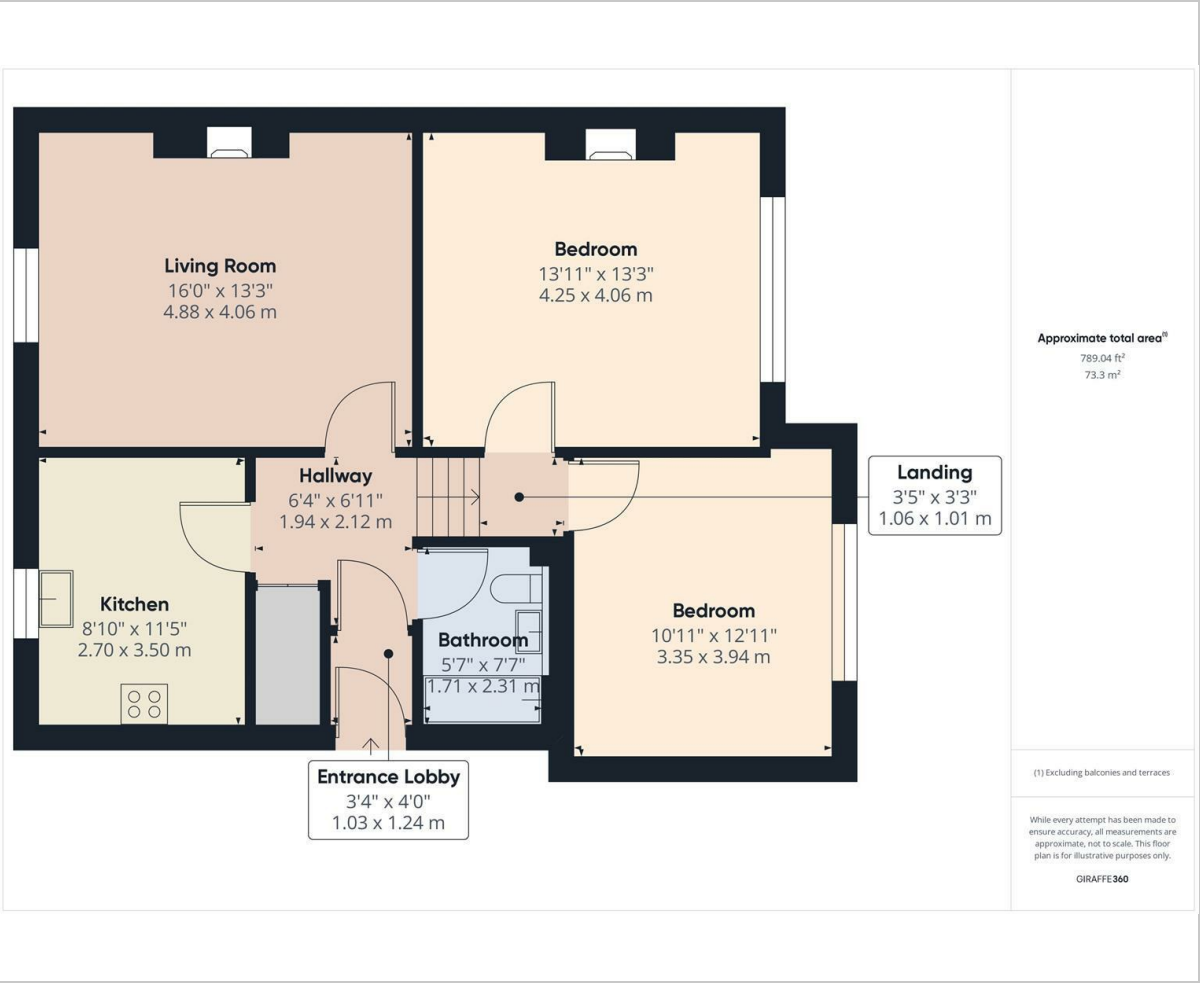 Living Room
16'0" x 13'3"
4.88 x 4.06 m
Bedroom
13'11" x 13'3"
4.25 x 4.06 m
Hallway
6'4" x 6'11"
1.94 x 2.12 m
Landing
3'5" x 3'3"
1.06 x 1.01 m
Kitchen
8'10" x 11'5"
2.70 x 3.50 m
Bathroom
5'7" x 7'7"
1.71 x 2.31 m
Bedroom
10'11" x 12'11"
3.35 x 3.94 m
Entrance Lobby
3'4" x 4'0"
1.03 x 1.24 m
Approximate total area(1)
789.04 ft²
73.3 m²
(1) Excluding balconies and terraces
While every attempt has been made to
ensure accuracy, all measurements are
approximate, not to scale. This floor
plan is for illustrative purposes only.
GIRAFFE360